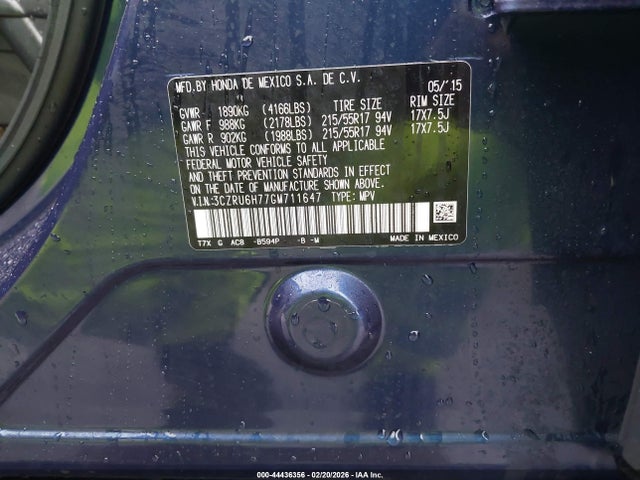 MFD.BY HONDA DE MEXICO S.A. DE C.V. 05/'15
GVWR 1890KG (4166LBS) TIRE SIZE RIM SIZE
GAWR F 988KG (2178LBS) 215/55R17 94V 17X7.5J
GAWR R 902KG (1988LBS) 215/55R17 94V 17X7.5J
THIS VEHICLE CONFORMS TO ALL APPLICABLE
FEDERAL MOTOR VEHICLE SAFETY
AND THEFT PREVENTION STANDARDS
IN EFFECT ON THE
DATE OF MANUFACTURE SHOWN ABOVE.
V.I.N:3CZRU6H77GM711647 TYPE: MPV
T7X G AC8 -B594P -B -M MADE IN MEXICO
000-44436356 - 02/20/2026 - IAA Inc.